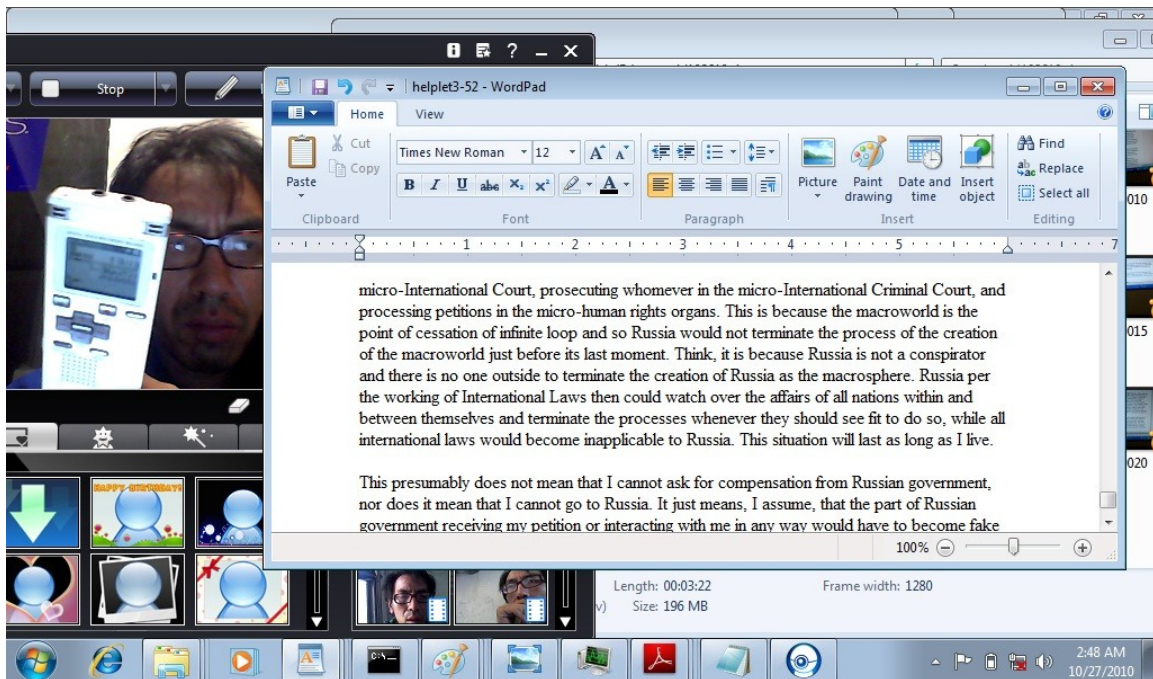 Stop
helplet3-52 - WordPad
Home View
Paste
Cut
Copy
Clipboard
Times New Roman 12
Font
Paragraph
Picture
Paint drawing
Date and time
Insert object
Insert
Find
Replace
Select all
Editing
1 2 3 4 5 7
micro-International Court, prosecuting whomever in the micro-International Criminal Court, and
processing petitions in the micro-human rights organs. This is because the macroworld is the
point of cessation of infinite loop and so Russia would not terminate the process of the creation
of the macroworld just before its last moment. Think, it is because Russia is not a conspirator
and there is no one outside to terminate the creation of Russia as the macrosphere. Russia per
the working of International Laws then could watch over the affairs of all nations within and
between themselves and terminate the processes whenever they should see fit to do so, while all
international laws would become inapplicable to Russia. This situation will last as long as I live.
This presumably does not mean that I cannot ask for compensation from Russian government,
nor does it mean that I cannot go to Russia. It just means, I assume, that the part of Russian
government receiving my petition or interacting with me in any way would have to become fake
100%
010
015
020
HAPPY BIRTHDAY!
Length: 00:03:22 Frame width: 1280
Size: 196 MB
2:48 AM
10/27/2010